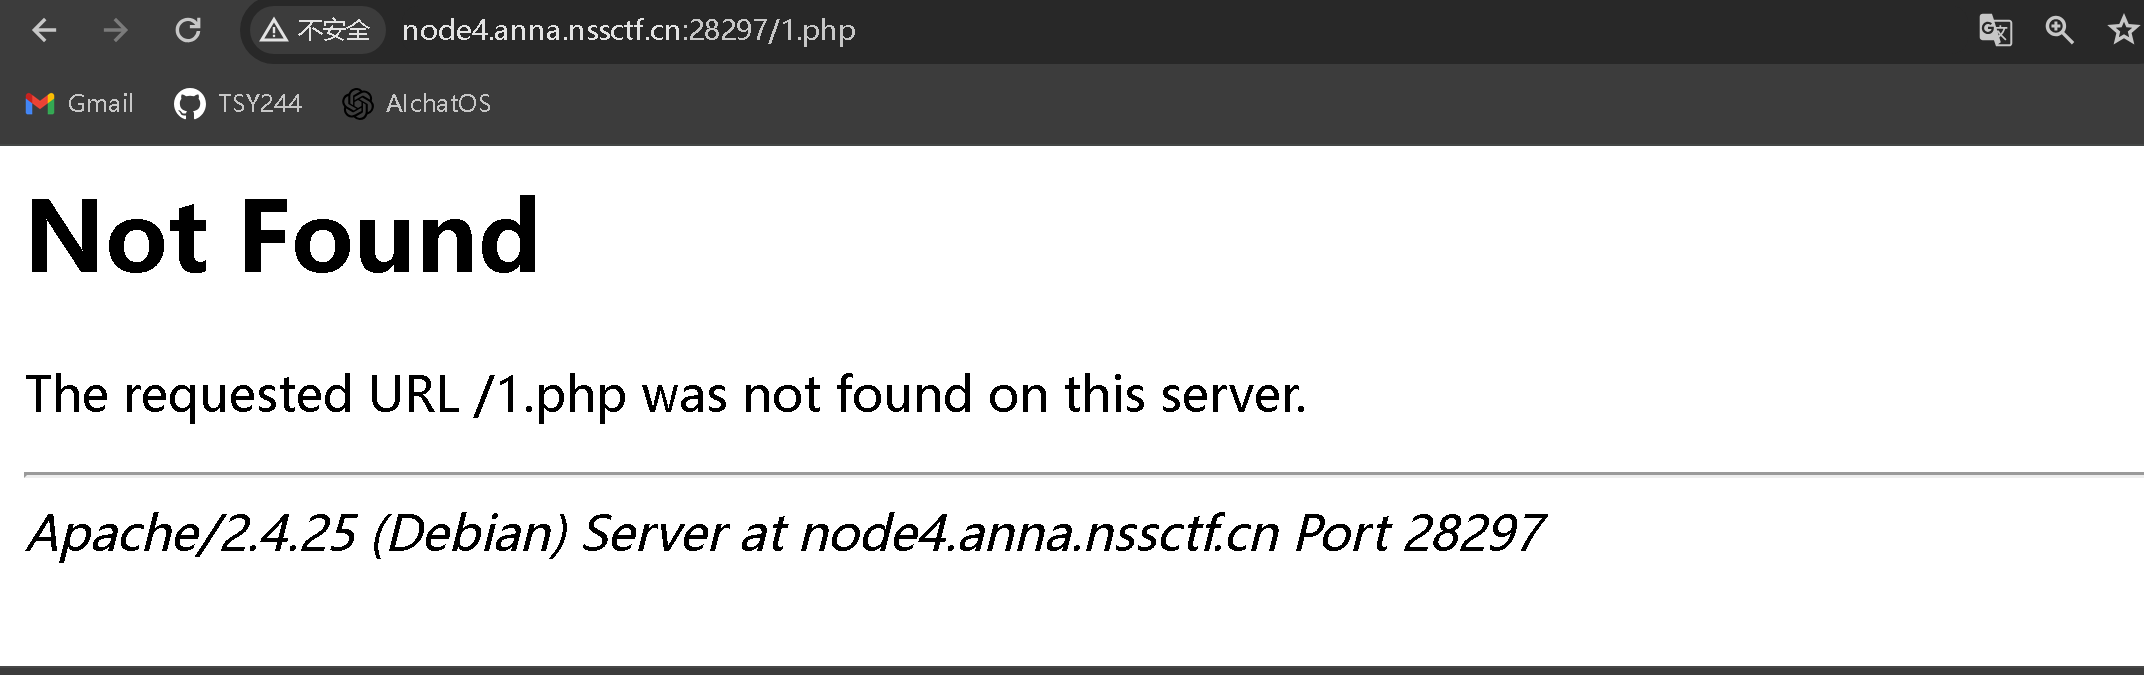 不安全 node4.anna.nssctf.cn:28297/1.php
Gmail TSY244 AIchatOS
Not Found
The requested URL /1.php was not found on this server.
Apache/2.4.25 (Debian) Server at node4.anna.nssctf.cn Port 28297